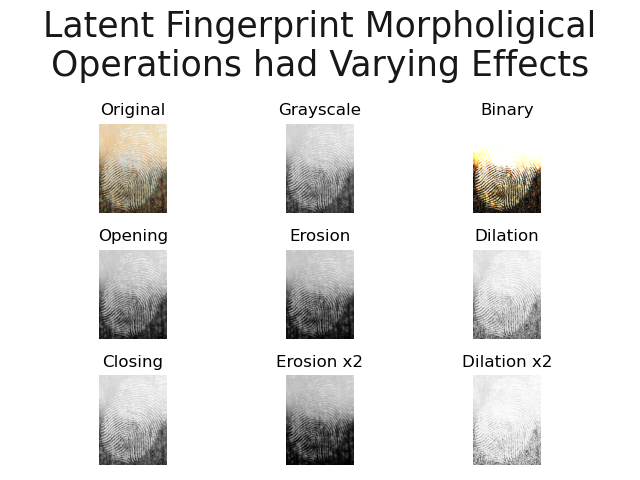 Latent Fingerprint Morpholigical
Operations had Varying Effects
Original
Grayscale
Binary
Opening
Erosion
Dilation
Closing
Erosion x2
Dilation x2